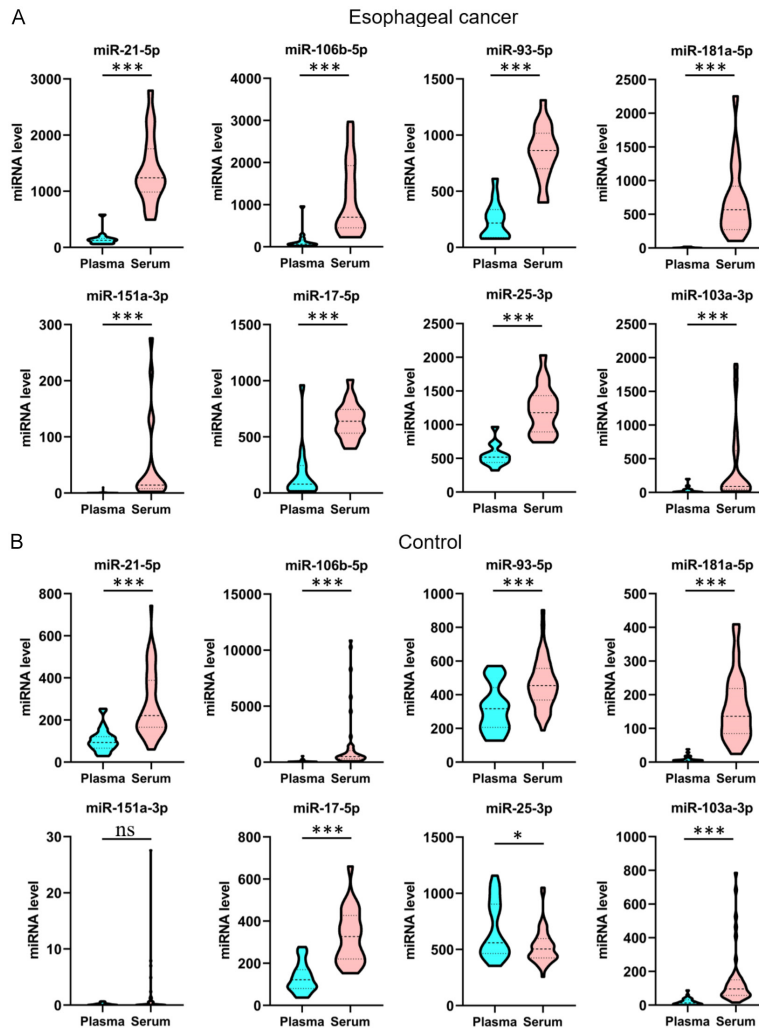 A
Esophageal cancer
miR-21-5p
***
3000
2000
1000
0
miRNA level
Plasma Serum
miR-106b-5p
***
4000
3000
2000
1000
0
miRNA level
Plasma Serum
miR-93-5p
***
1500
1000
500
0
miRNA level
Plasma Serum
miR-181a-5p
***
2500
2000
1500
1000
500
0
miRNA level
Plasma Serum
miR-151a-3p
***
300
200
100
0
miRNA level
Plasma Serum
miR-17-5p
***
1500
1000
500
0
miRNA level
Plasma Serum
miR-25-3p
***
2500
2000
1500
1000
500
0
miRNA level
Plasma Serum
miR-103a-3p
***
2500
2000
1500
1000
500
0
miRNA level
Plasma Serum
B
Control
miR-21-5p
***
800
600
400
200
0
miRNA level
Plasma Serum
miR-106b-5p
***
15000
10000
5000
0
miRNA level
Plasma Serum
miR-93-5p
***
1000
800
600
400
200
0
miRNA level
Plasma Serum
miR-181a-5p
***
500
400
300
200
100
0
miRNA level
Plasma Serum
miR-151a-3p
ns
30
20
10
0
miRNA level
Plasma Serum
miR-17-5p
***
800
600
400
200
0
miRNA level
Plasma Serum
miR-25-3p
*
1500
1000
500
0
miRNA level
Plasma Serum
miR-103a-3p
***
1000
800
600
400
200
0
miRNA level
Plasma Serum